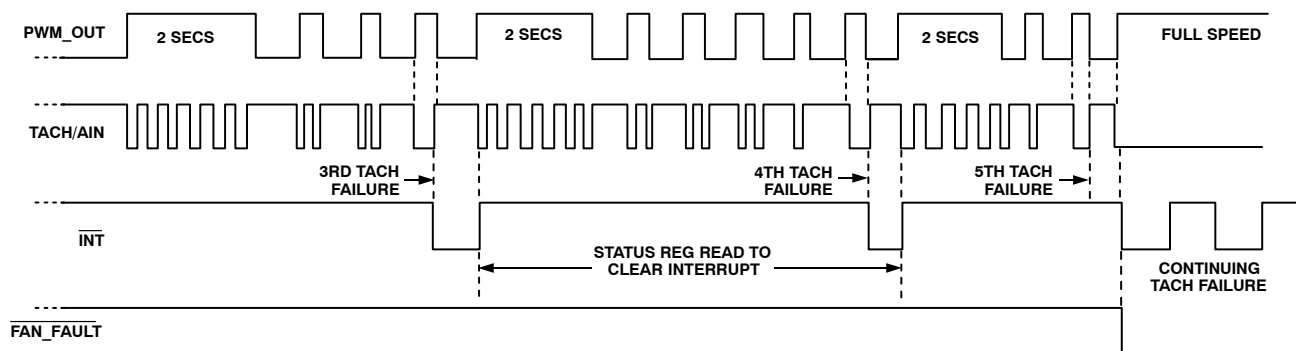 PWM_OUT
2 SECS
2 SECS
2 SECS
FULL SPEED
TACH/AIN
3RD TACH
FAILURE
4TH TACH
FAILURE
5TH TACH
FAILURE
INT
STATUS REG READ TO
CLEAR INTERRUPT
CONTINUING
TACH FAILURE
FAN_FAULT